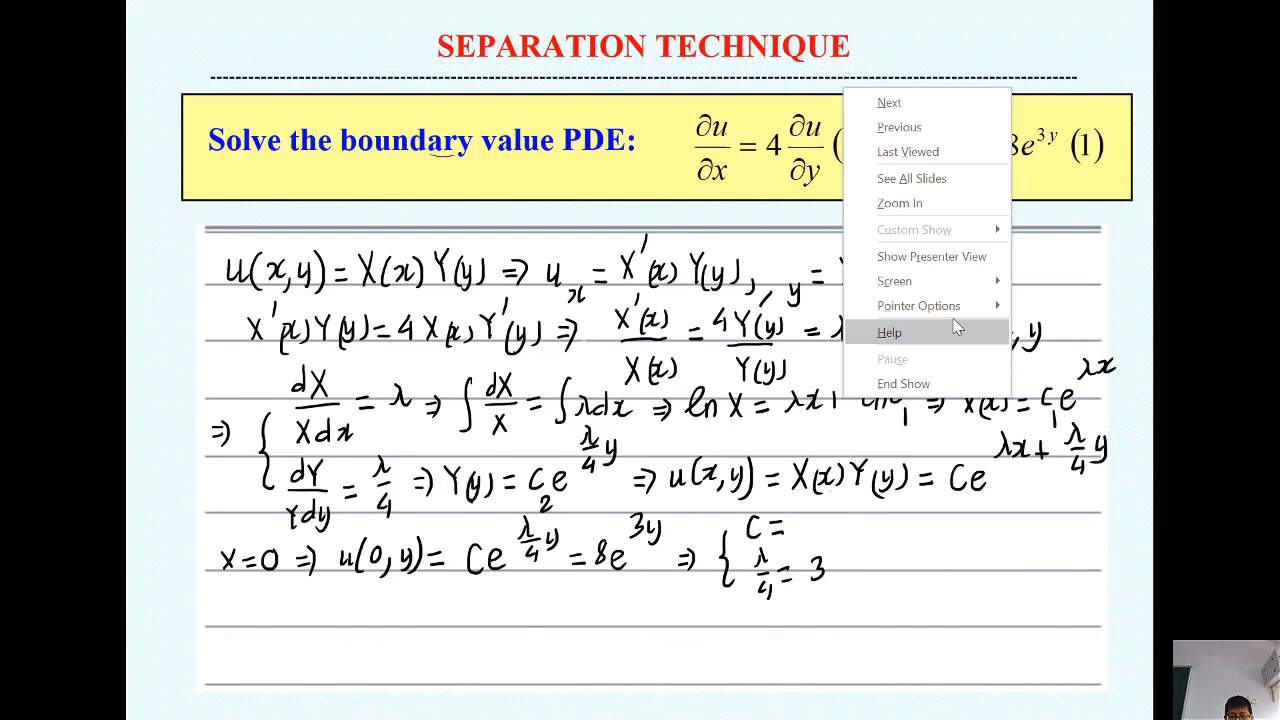 SEPARATION TECHNIQUE
Solve the boundary value PDE: ∂u/∂x = 4 ∂u/∂y ( 8e^{3y} (1)
Next
Previous
Last Viewed
See All Slides
Zoom In
Custom Show
Show Presenter View
Screen
Pointer Options
Help
Pause
End Show
u(x,y) = X(x) Y(y) ⇒ u_x = X'(x) Y(y), y =
X'(x)Y(y) = 4X(x)Y'(y) ⇒ X'(x)/X(x) = 4Y'(y)/Y(y) = λ , y
⇒ { dX/Xdx = λ ⇒ ∫ dX/X = ∫ λdx ⇒ ln X = λx + ⇒ X(x) = c_1 e^{λx}
dY/Ydy = λ/4 ⇒ Y(y) = C_2 e^{λ/4 y} ⇒ u(x,y) = X(x) Y(y) = Ce^{λx + λ/4 y}
x=0 ⇒ u(0,y) = Ce^{λ/4 y} = 8e^{3y} ⇒ { C =
λ/4 = 3